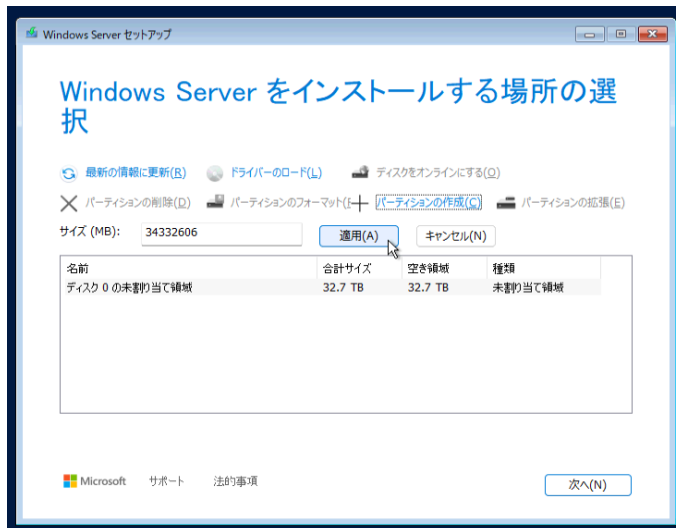 Windows Server セットアップ
Windows Server をインストールする場所の選
択
最新の情報に更新(R) ドライバーのロード(L) ディスクをオンラインにする(O)
パーティションの削除(D) パーティションのフォーマット(F パーティションの作成(C) パーティションの拡張(E)
サイズ (MB): 34332606 適用(A) キャンセル(N)
名前 合計サイズ 空き領域 種類
ディスク 0 の未割り当て領域 32.7 TB 32.7 TB 未割り当て領域
Microsoft サポート 法的事項 次へ(N)